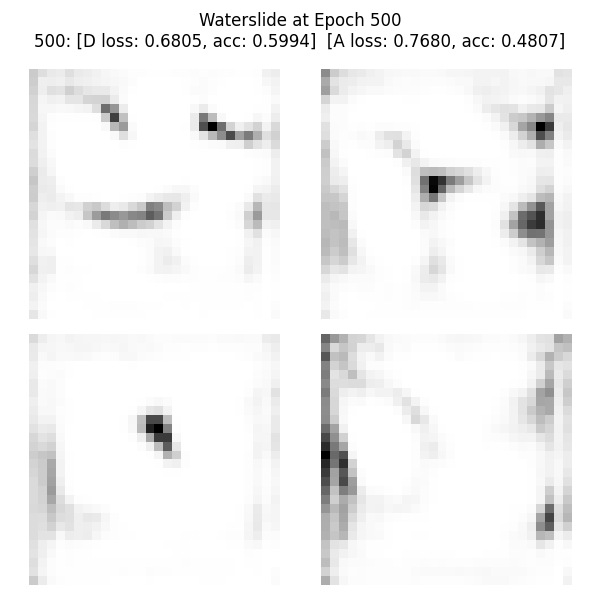 Waterslide at Epoch 500
500: [D loss: 0.6805, acc: 0.5994]  [A loss: 0.7680, acc: 0.4807]